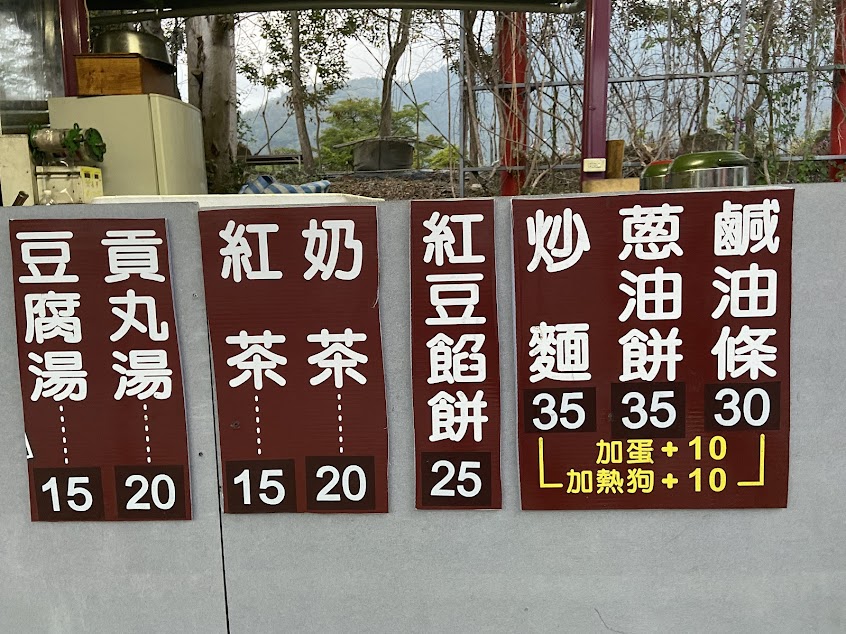 鹹油條
30
蔥油餅
35
炒麵
35
加蛋+10
加熱狗+10
紅豆餡餅
25
奶茶
20
紅茶
15
貢丸湯
20
豆腐湯
15